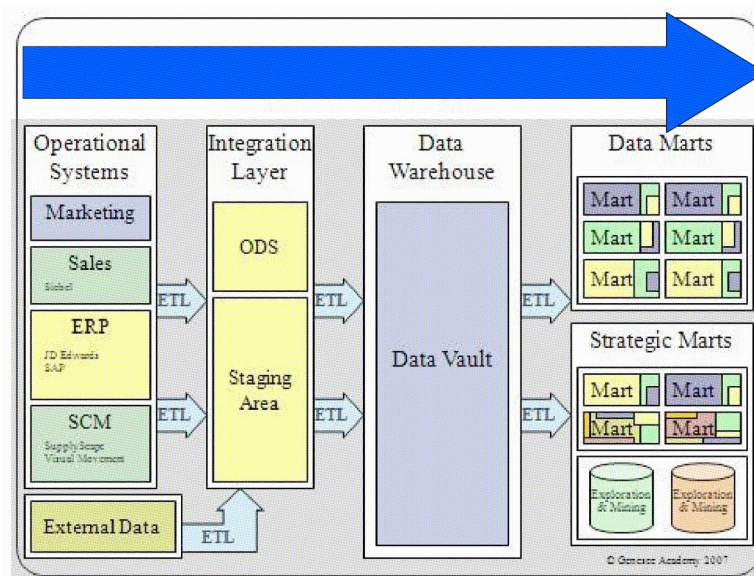 Operational
Systems
Marketing
Sales
Siebel
ERP
JD Edwards
SAP
SCM
SupplyScape
Visual Movement
External Data
ETL
ETL
ETL
Integration
Layer
ODS
Staging
Area
ETL
ETL
Data
Warehouse
Data Vault
ETL
ETL
Data Marts
Mart Mart
Mart Mart
Mart Mart
Strategic Marts
Mart Mart
Mart Mart
Exploration
& Mining
Exploration
& Mining
© Genesee Academy 2007